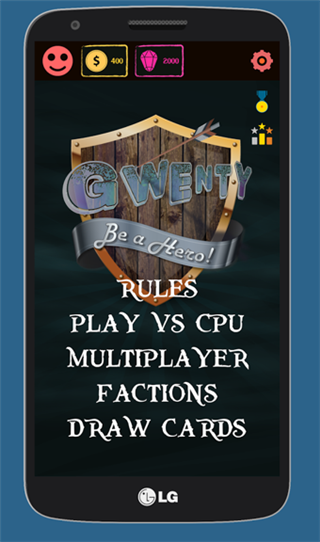 400
2000
GWENTY
Be a Hero!
RULES
PLAY VS CPU
MULTIPLAYER
FACTIONS
DRAW CARDS
LG